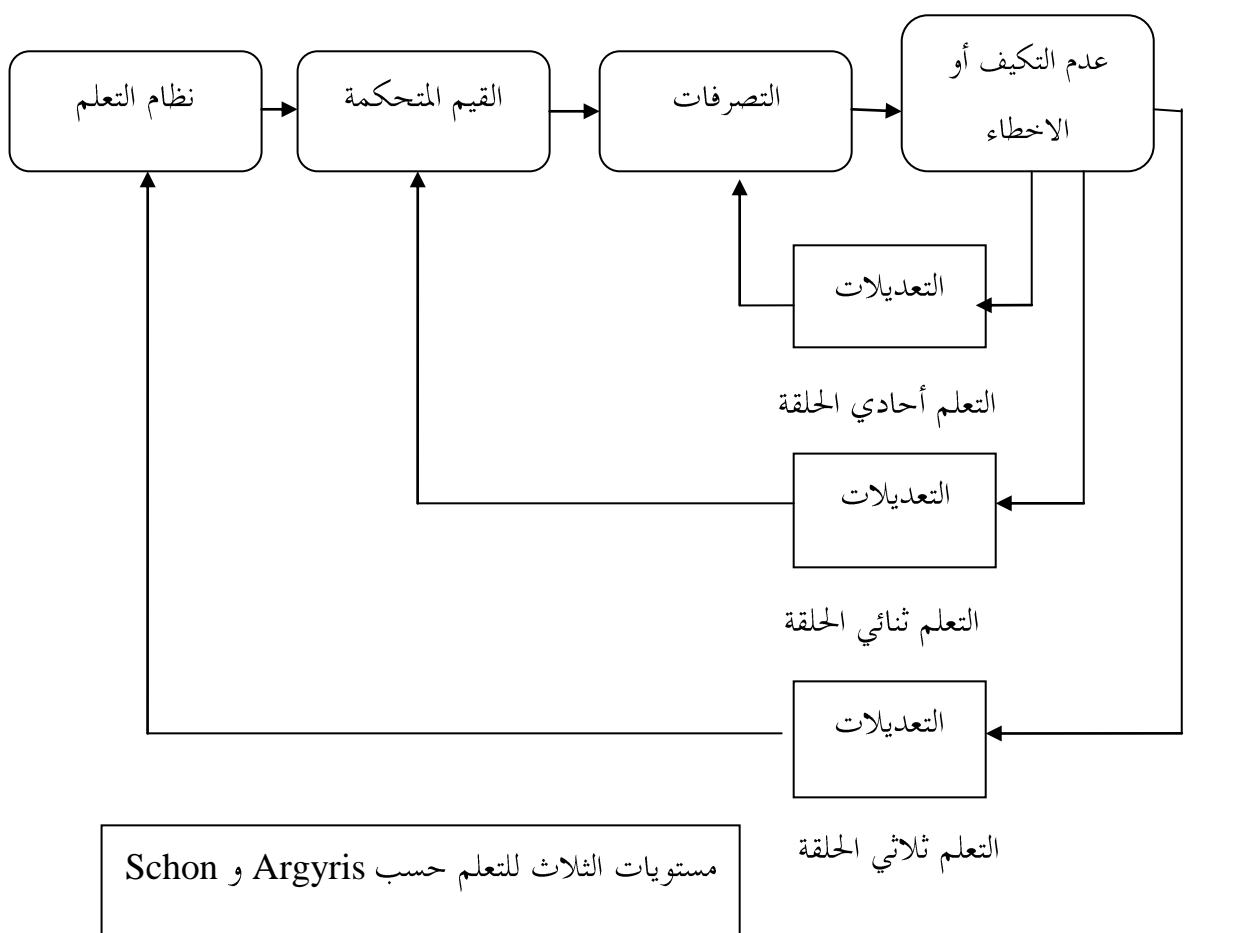 نظام التعلم
القيم المتحكمة
التصرفات
عدم التكيف أو
الاخطاء
التعديلات
التعلم أحادي الحلقة
التعديلات
التعلم ثنائي الحلقة
التعديلات
التعلم ثلاثي الحلقة
مستويات الثلاث للتعلم حسب Argyris و Schon